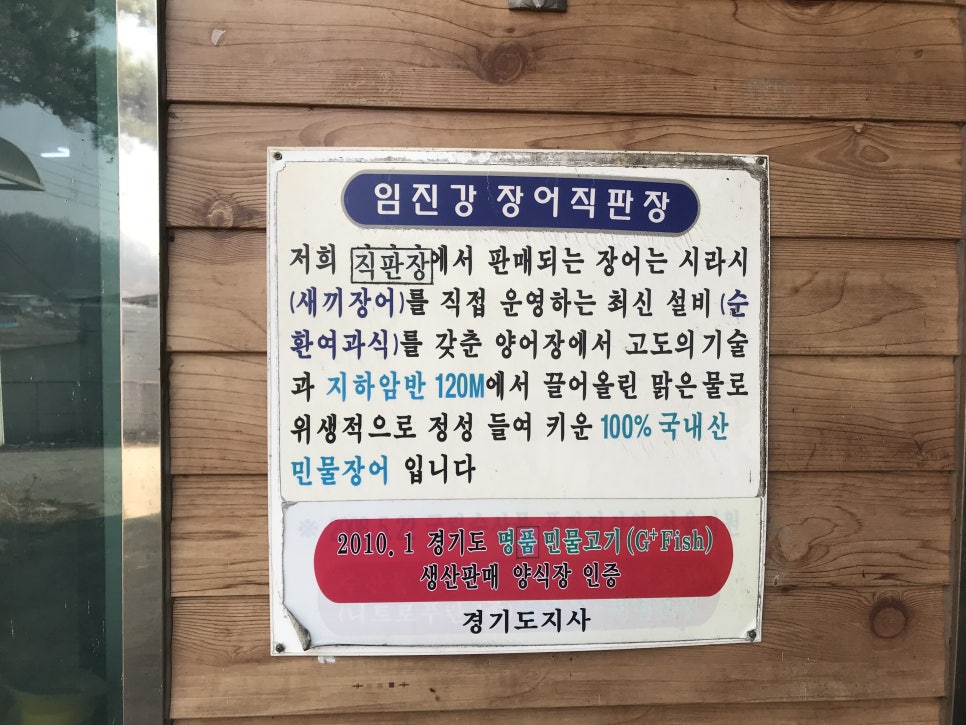 임진강 장어직판장
저희 직판장에서 판매되는 장어는 시라시
(새끼장어)를 직접 운영하는 최신 설비 (순
환여과식)를 갖춘 양어장에서 고도의기술
과 지하암반 120M에서 끌어올린 맑은물로
위생적으로 정성 들여 키운 100% 국내산
민물장어 입니다
2010. 1 경기도 명품 민물고기 (G+Fish)
생산판매 양식장 인증
경기도지사